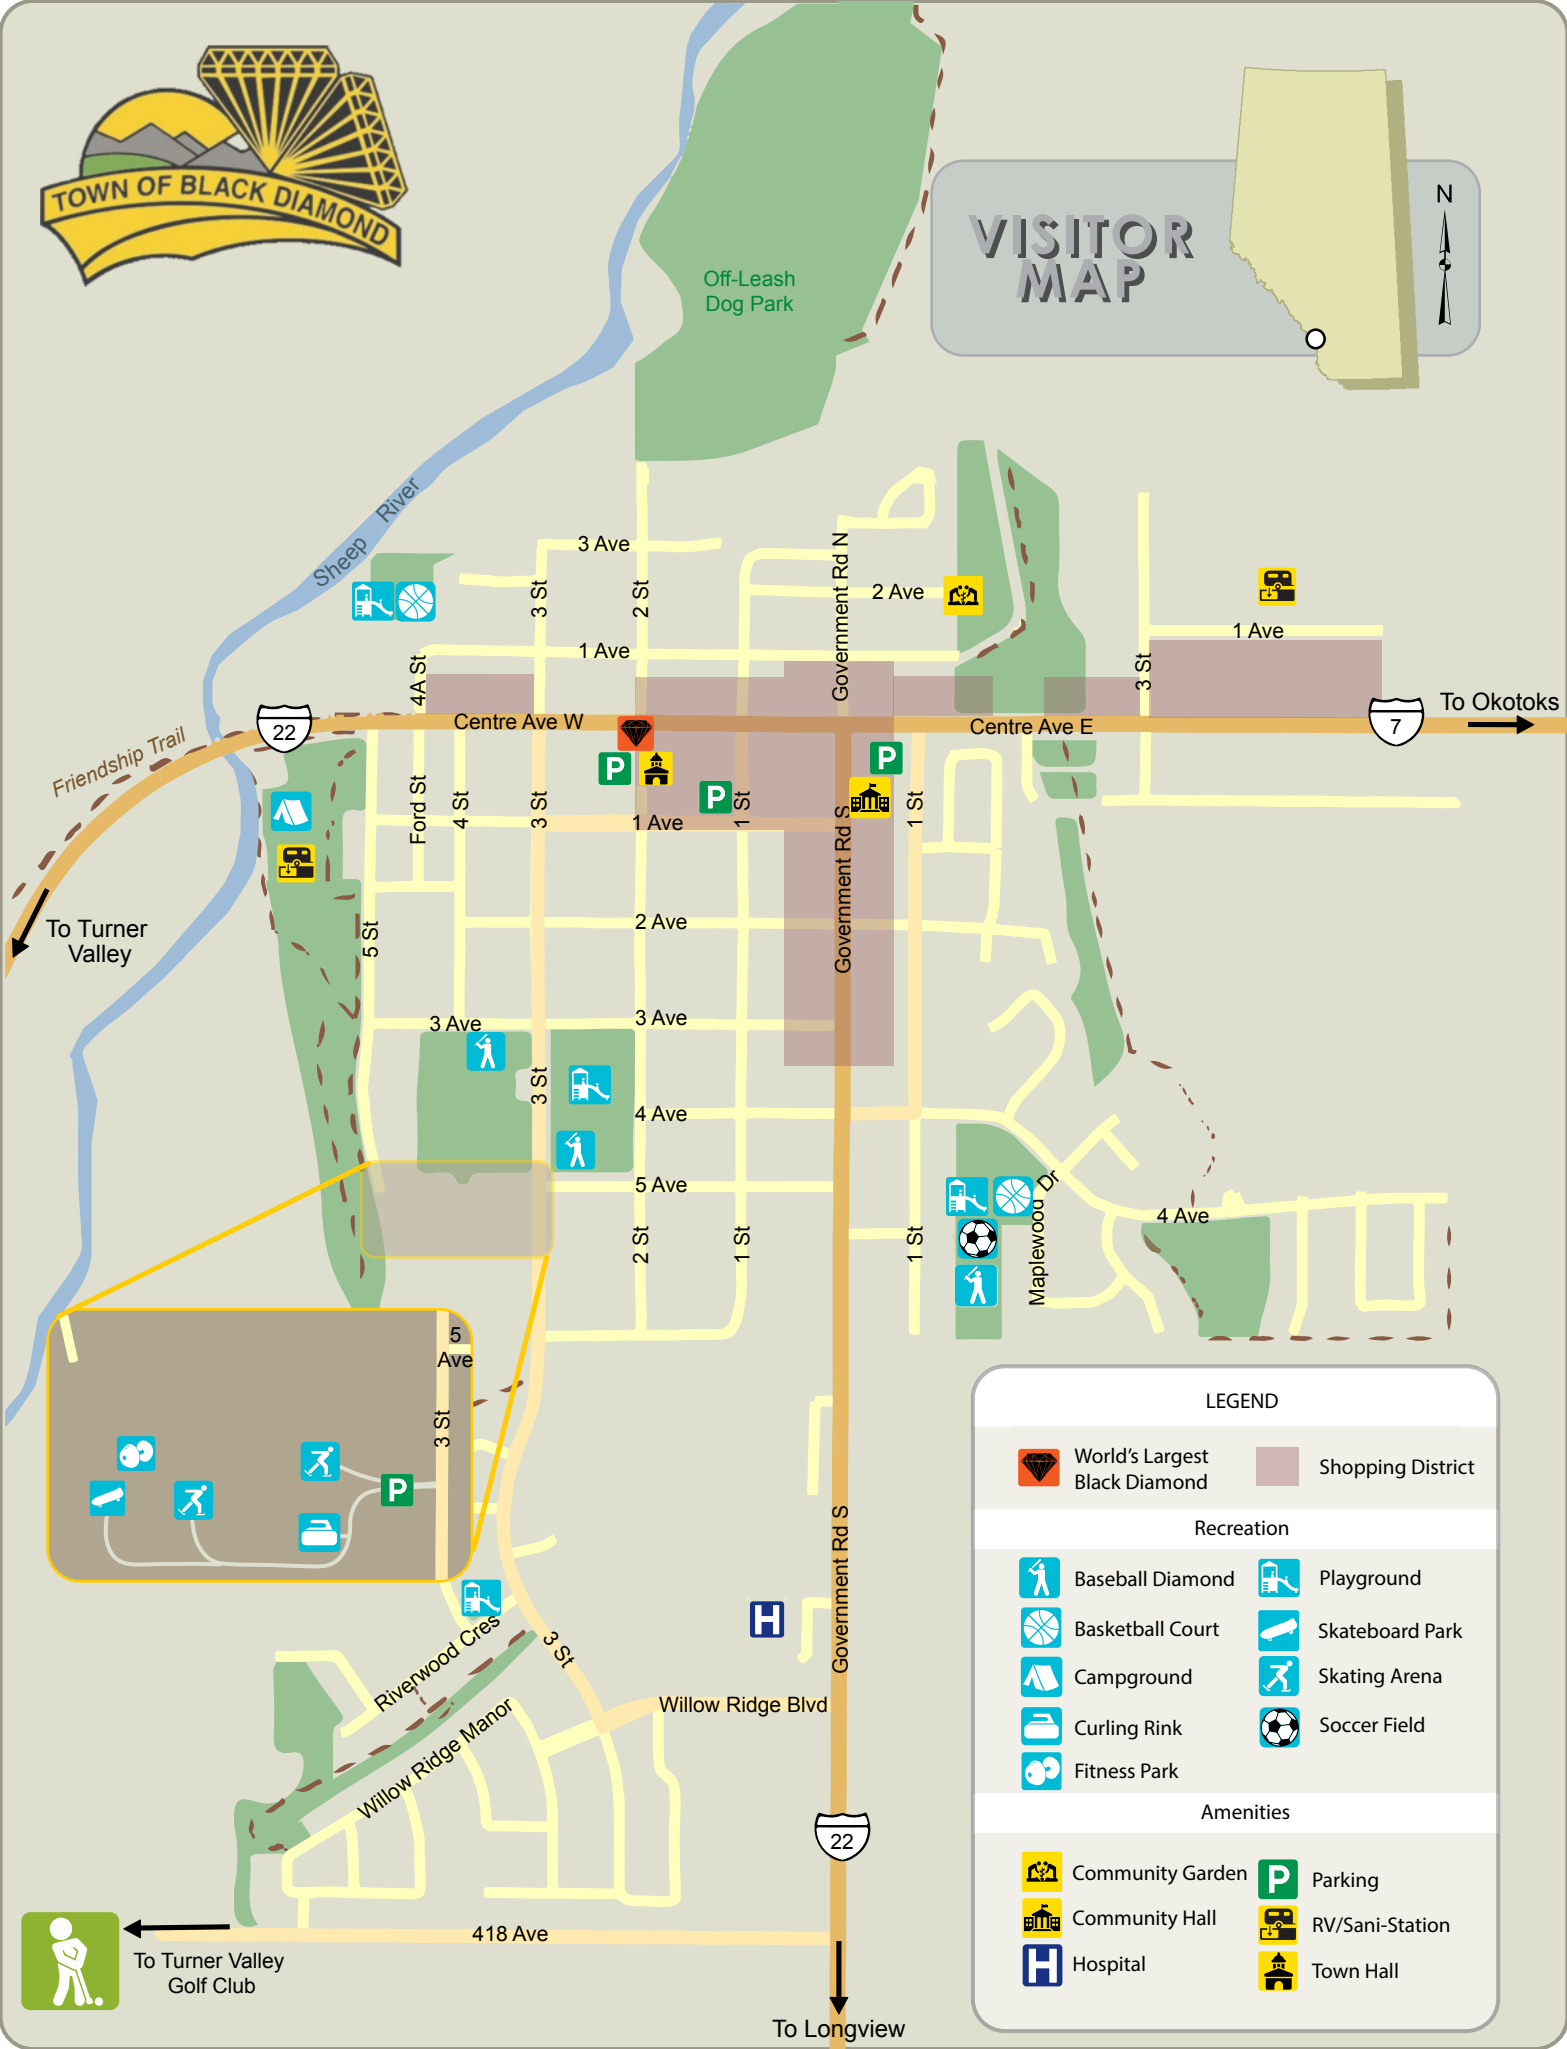 TOWN OF BLACK DIAMOND
VISITOR
MAP
N
Off-Leash
Dog Park
Sheep River
3 Ave
3 St
2 St
Government Rd N
2 Ave
1 Ave
1 Ave
4A St
3 St
To Okotoks
Friendship Trail
22
Centre Ave W
Centre Ave E
7
P
P
P
Ford St
4 St
3 St
1 Ave
1 St
Government Rd S
1 St
To Turner
Valley
5 St
2 Ave
3 Ave
3 Ave
3 St
4 Ave
5 Ave
2 St
1 St
1 St
Maplewood Dr
4 Ave
5
Ave
3 St
P
Government Rd S
H
Riverwood Cres
3 St
Willow Ridge Blvd
Willow Ridge Manor
22
418 Ave
To Turner Valley
Golf Club
To Longview
LEGEND
World's Largest
Black Diamond
Shopping District
Recreation
Baseball Diamond
Playground
Basketball Court
Skateboard Park
Campground
Skating Arena
Curling Rink
Soccer Field
Fitness Park
Amenities
Community Garden
P Parking
Community Hall
RV/Sani-Station
H Hospital
Town Hall